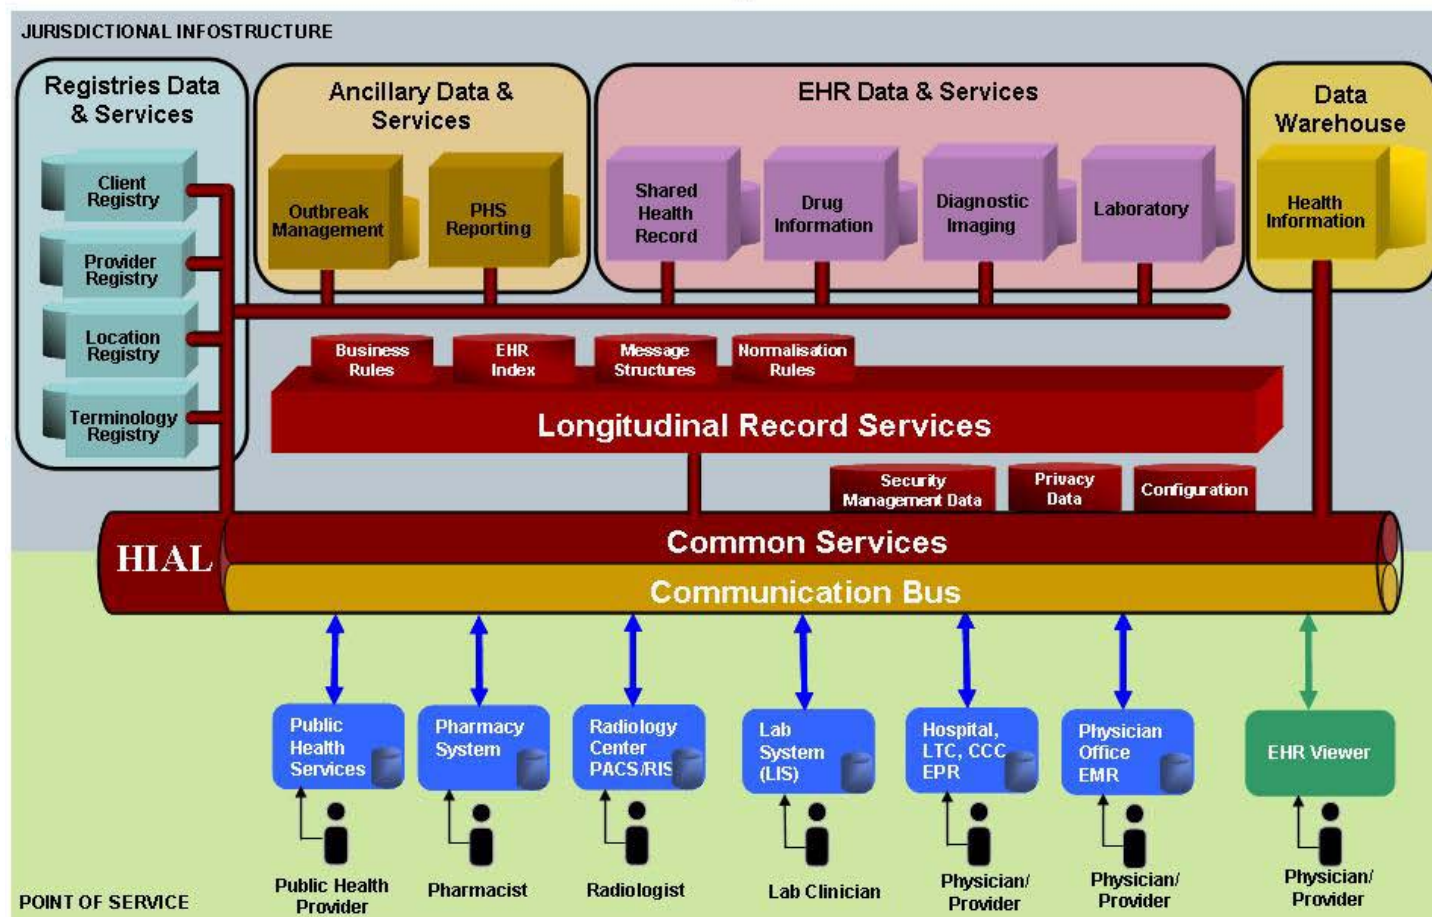 JURISDICTIONAL INFOSTRUCTURE
Registries Data
& Services
Client
Registry
Provider
Registry
Location
Registry
Terminology
Registry
Ancillary Data &
Services
Outbreak
Management
PHS
Reporting
EHR Data & Services
Shared
Health
Record
Drug
Information
Diagnostic
Imaging
Laboratory
Data
Warehouse
Health
Information
Business
Rules
EHR
Index
Message
Structures
Normalisation
Rules
Longitudinal Record Services
Security
Management Data
Privacy
Data
Configuration
HIAL
Common Services
Communication Bus
Public
Health
Services
Pharmacy
System
Radiology
Center
PACS/RIS
Lab
System
(LIS)
Hospital,
LTC, CCC
EPR
Physician
Office
EMR
EHR Viewer
Public Health
Provider
Pharmacist
Radiologist
Lab Clinician
Physician/
Provider
Physician/
Provider
Physician/
Provider
POINT OF SERVICE